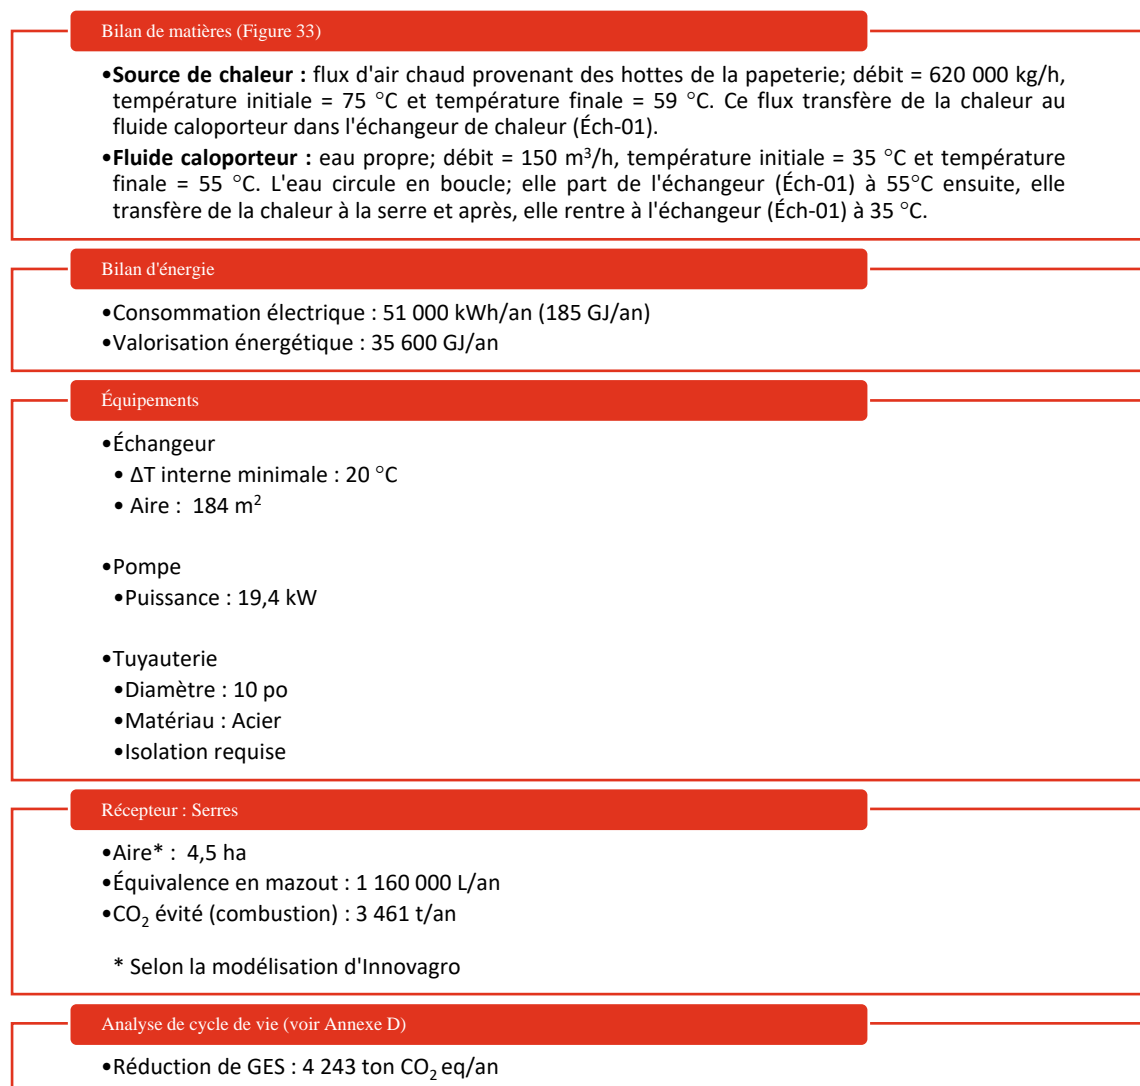 Bilan de matières (Figure 33)
•Source de chaleur : flux d'air chaud provenant des hottes de la papeterie; débit = 620 000 kg/h,
température initiale = 75 °C et température finale = 59 °C. Ce flux transfère de la chaleur au
fluide caloporteur dans l'échangeur de chaleur (Éch-01).
•Fluide caloporteur : eau propre; débit = 150 m³/h, température initiale = 35 °C et température
finale = 55 °C. L'eau circule en boucle; elle part de l'échangeur (Éch-01) à 55°C ensuite, elle
transfère de la chaleur à la serre et après, elle rentre à l'échangeur (Éch-01) à 35 °C.
Bilan d'énergie
•Consommation électrique : 51 000 kWh/an (185 GJ/an)
•Valorisation énergétique : 35 600 GJ/an
Équipements
•Échangeur
• ΔT interne minimale : 20 °C
• Aire : 184 m²
•Pompe
•Puissance : 19,4 kW
•Tuyauterie
•Diamètre : 10 po
•Matériau : Acier
•Isolation requise
Récepteur : Serres
•Aire* : 4,5 ha
•Équivalence en mazout : 1 160 000 L/an
•CO₂ évité (combustion) : 3 461 t/an
* Selon la modélisation d'Innovagro
Analyse de cycle de vie (voir Annexe D)
•Réduction de GES : 4 243 ton CO₂ eq/an